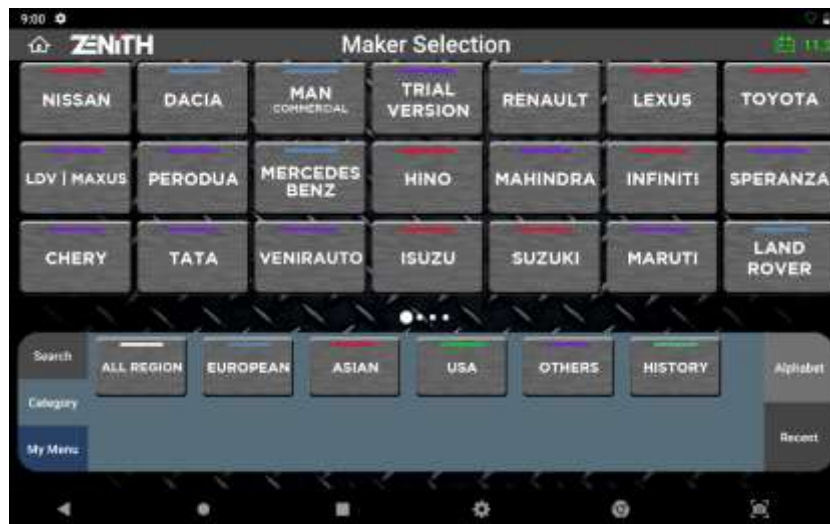 9:00
ZENITH
Maker Selection
NISSAN
DACIA
MAN
COMMERCIAL
TRIAL
VERSION
RENAULT
LEXUS
TOYOTA
LDV | MAXUS
PERODUA
MERCEDES
BENZ
HINO
MAHINDRA
INFINITI
SPERANZA
CHERY
TATA
VENIRAUTO
ISUZU
SUZUKI
MARUTI
LAND
ROVER
Search
Category
My Menu
ALL REGION
EUROPEAN
ASIAN
USA
OTHERS
HISTORY
Alphabet
Recent